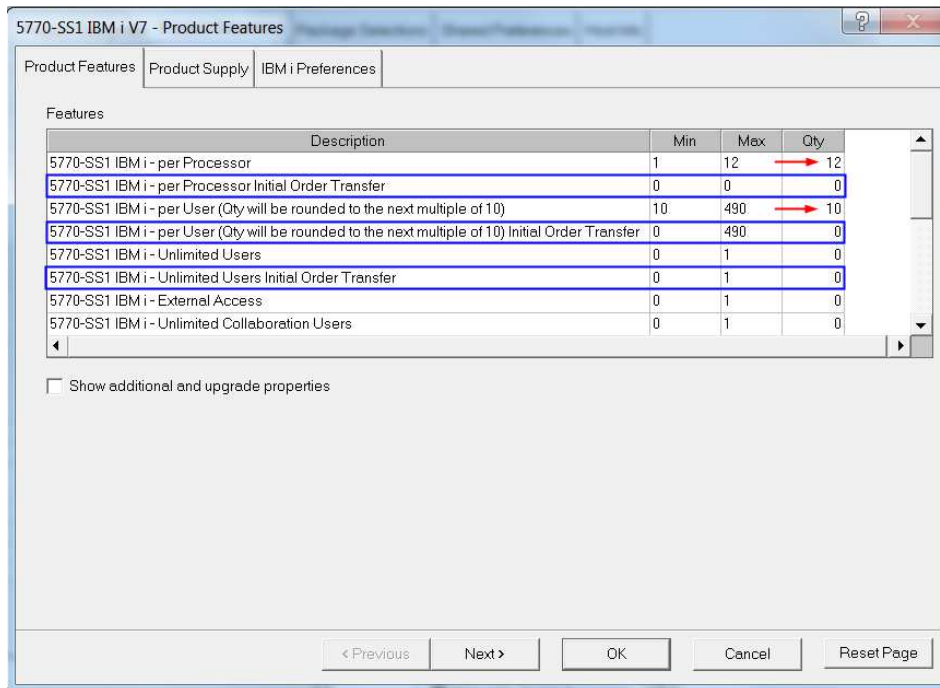 5770-SS1 IBM i V7 - Product Features
Product Features Product Supply IBM i Preferences
Features
Description Min Max Qty
5770-SS1 IBM i - per Processor 1 12 12
5770-SS1 IBM i - per Processor Initial Order Transfer 0 0 0
5770-SS1 IBM i - per User (Qty will be rounded to the next multiple of 10) 10 490 10
5770-SS1 IBM i - per User (Qty will be rounded to the next multiple of 10) Initial Order Transfer 0 490 0
5770-SS1 IBM i - Unlimited Users 0 1 0
5770-SS1 IBM i - Unlimited Users Initial Order Transfer 0 1 0
5770-SS1 IBM i - External Access 0 1 0
5770-SS1 IBM i - Unlimited Collaboration Users 0 1 0
Show additional and upgrade properties
< Previous Next > OK Cancel Reset Page